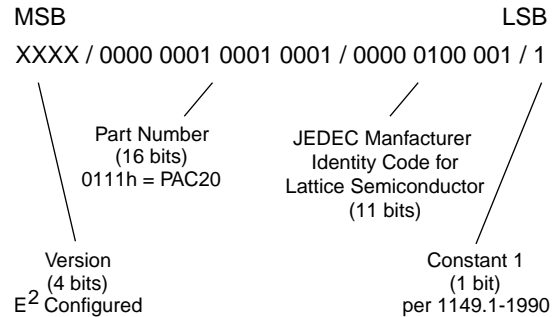 MSB LSB
XXXX / 0000 0001 0001 0001 / 0000 0100 001 / 1
Part Number
(16 bits)
0111h = PAC20
JEDEC Manfacturer
Identity Code for
Lattice Semiconductor
(11 bits)
Version
(4 bits)
E² Configured
Constant 1
(1 bit)
per 1149.1-1990